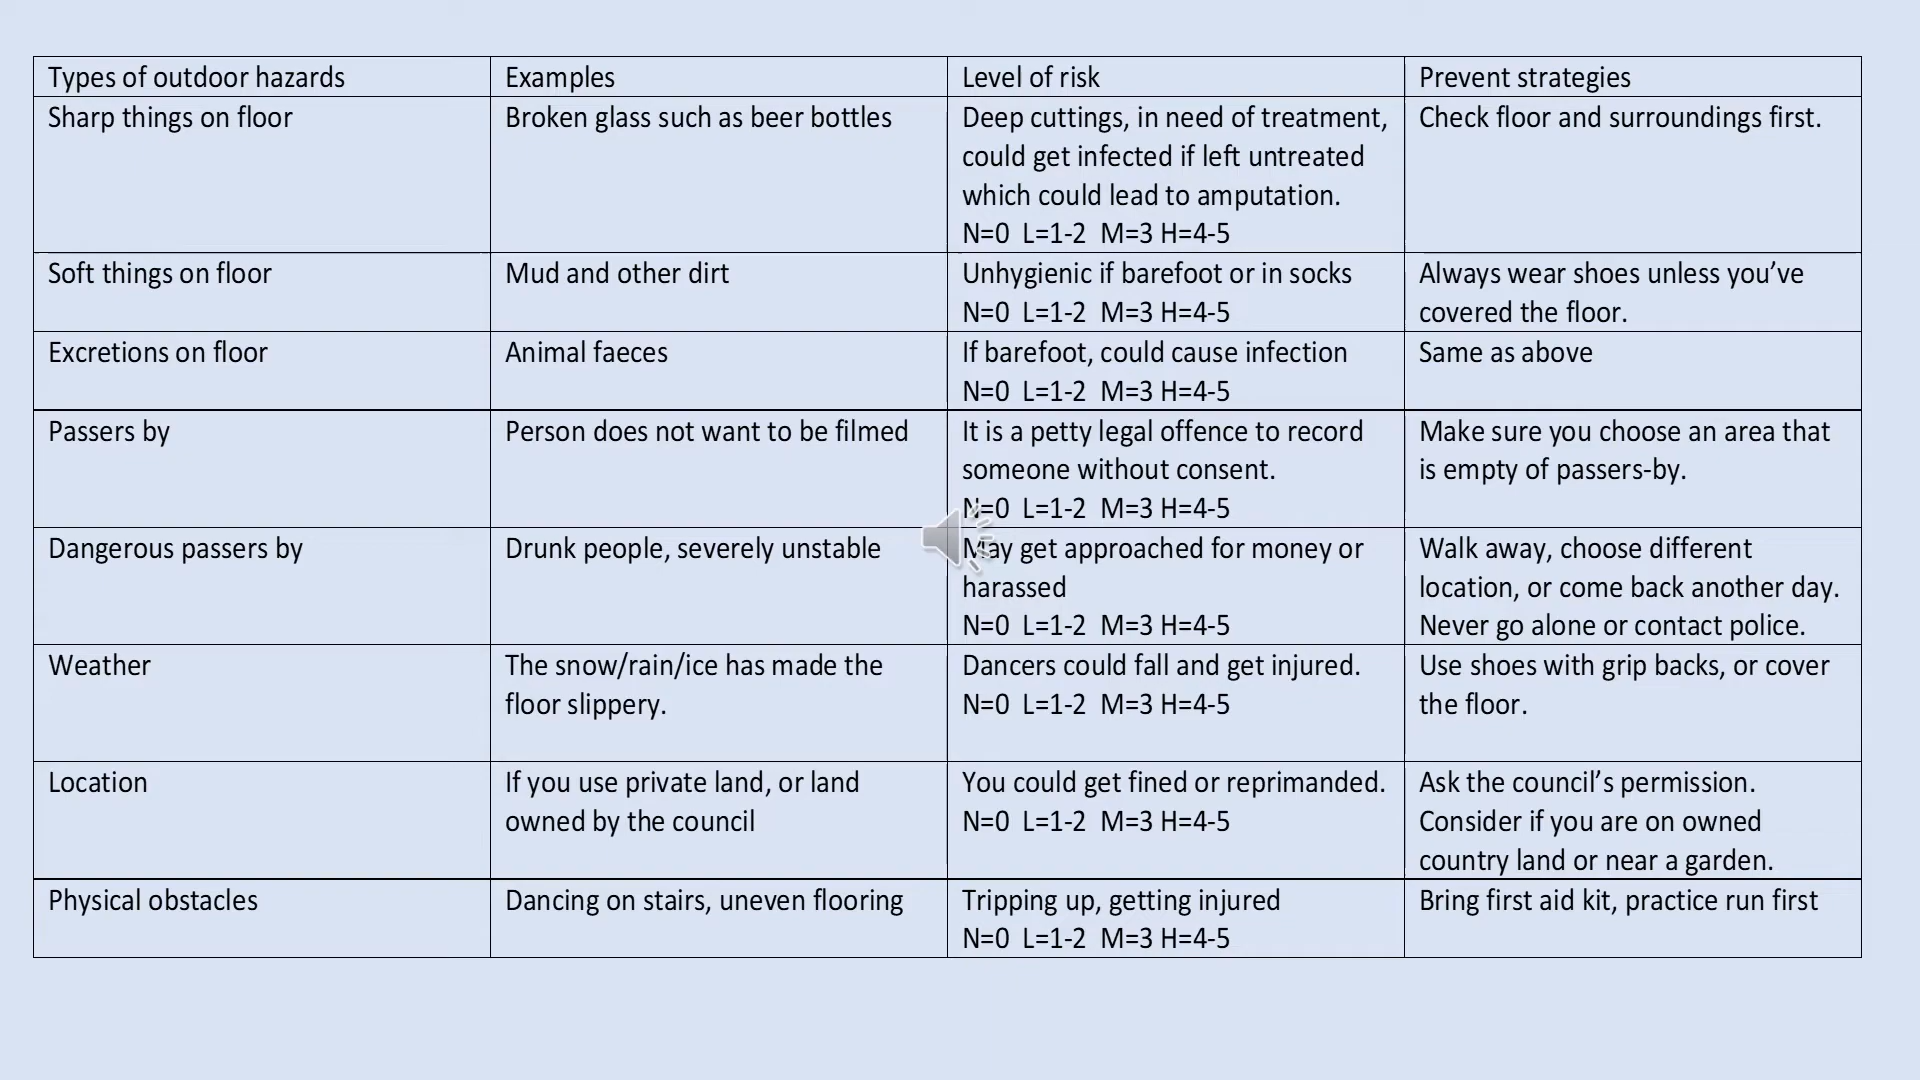 Types of outdoor hazards
Examples
Level of risk
Prevent strategies
Sharp things on floor
Broken glass such as beer bottles
Deep cuttings, in need of treatment,
could get infected if left untreated
which could lead to amputation.
N=0 L=1-2 M=3 H=4-5
Check floor and surroundings first.
Soft things on floor
Mud and other dirt
Unhygienic if barefoot or in socks
N=0 L=1-2 M=3 H=4-5
Always wear shoes unless you’ve
covered the floor.
Excretions on floor
Animal faeces
If barefoot, could cause infection
N=0 L=1-2 M=3 H=4-5
Same as above
Passers by
Person does not want to be filmed
It is a petty legal offence to record
someone without consent.
N=0 L=1-2 M=3 H=4-5
Make sure you choose an area that
is empty of passers-by.
Dangerous passers by
Drunk people, severely unstable
May get approached for money or
harassed
N=0 L=1-2 M=3 H=4-5
Walk away, choose different
location, or come back another day.
Never go alone or contact police.
Weather
The snow/rain/ice has made the
floor slippery.
Dancers could fall and get injured.
N=0 L=1-2 M=3 H=4-5
Use shoes with grip backs, or cover
the floor.
Location
If you use private land, or land
owned by the council
You could get fined or reprimanded.
N=0 L=1-2 M=3 H=4-5
Ask the council’s permission.
Consider if you are on owned
country land or near a garden.
Physical obstacles
Dancing on stairs, uneven flooring
Tripping up, getting injured
N=0 L=1-2 M=3 H=4-5
Bring first aid kit, practice run first